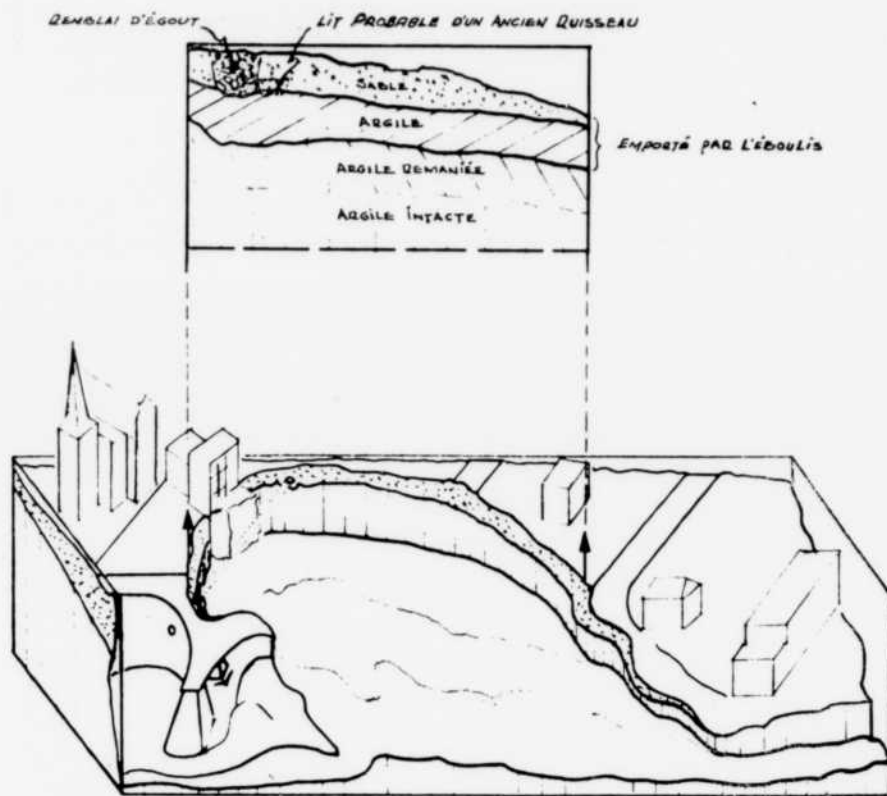 REMBLAI D'ÉGOUT
LIT PROBABLE D'UN ANCIEN RUISSEAU
SABLE
ARGILE
EMPORTÉ PAR L'ÉBOULIS
ARGILE REMANIÉE
ARGILE INTACTE